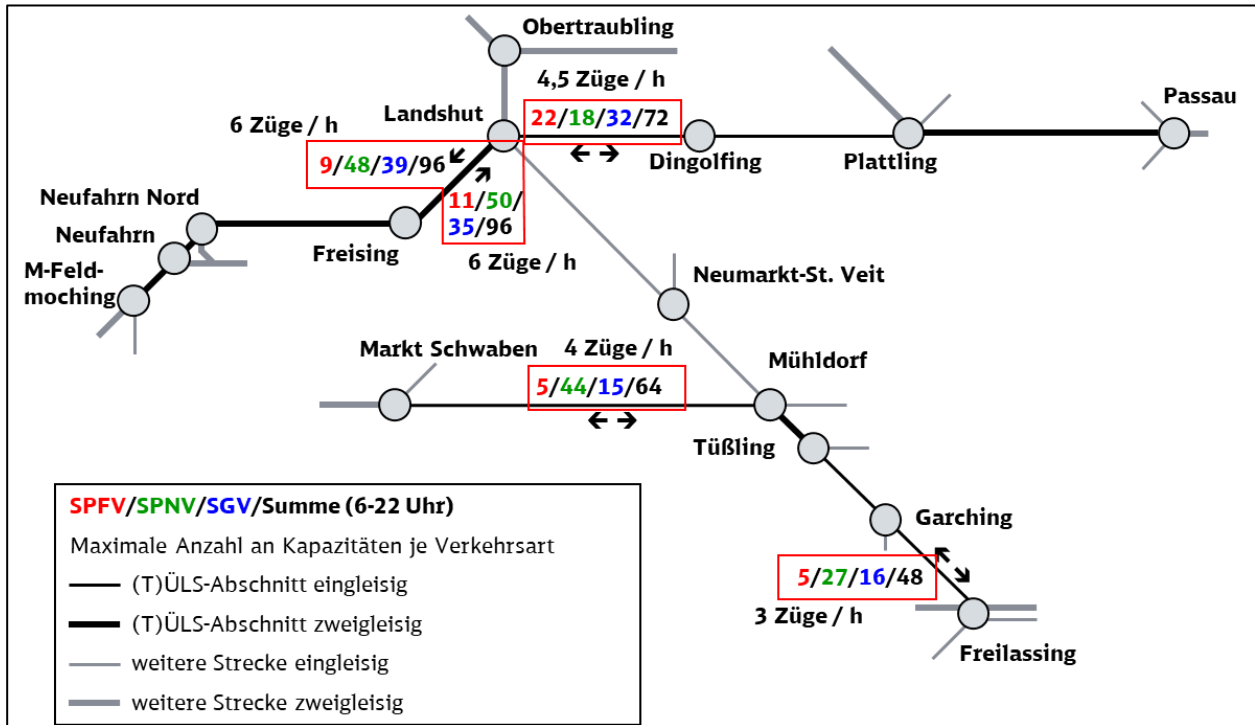 Obertraubling
4,5 Züge / h
Landshut
22/18/32/72
Passau
6 Züge / h
9/48/39/96
Dingolfing
Plattling
Neufahrn Nord
11/50/
35/96
Neufahrn
Freising
6 Züge / h
M-Feld-
moching
Neumarkt-St. Veit
Markt Schwaben
4 Züge / h
Mühldorf
5/44/15/64
Tüßling
SPFV/SPNV/SGV/Summe (6-22 Uhr)
Maximale Anzahl an Kapazitäten je Verkehrsart
(T)ÜLS-Abschnitt eingleisig
(T)ÜLS-Abschnitt zweigleisig
weitere Strecke eingleisig
weitere Strecke zweigleisig
Garching
5/27/16/48
3 Züge / h
Freilassing